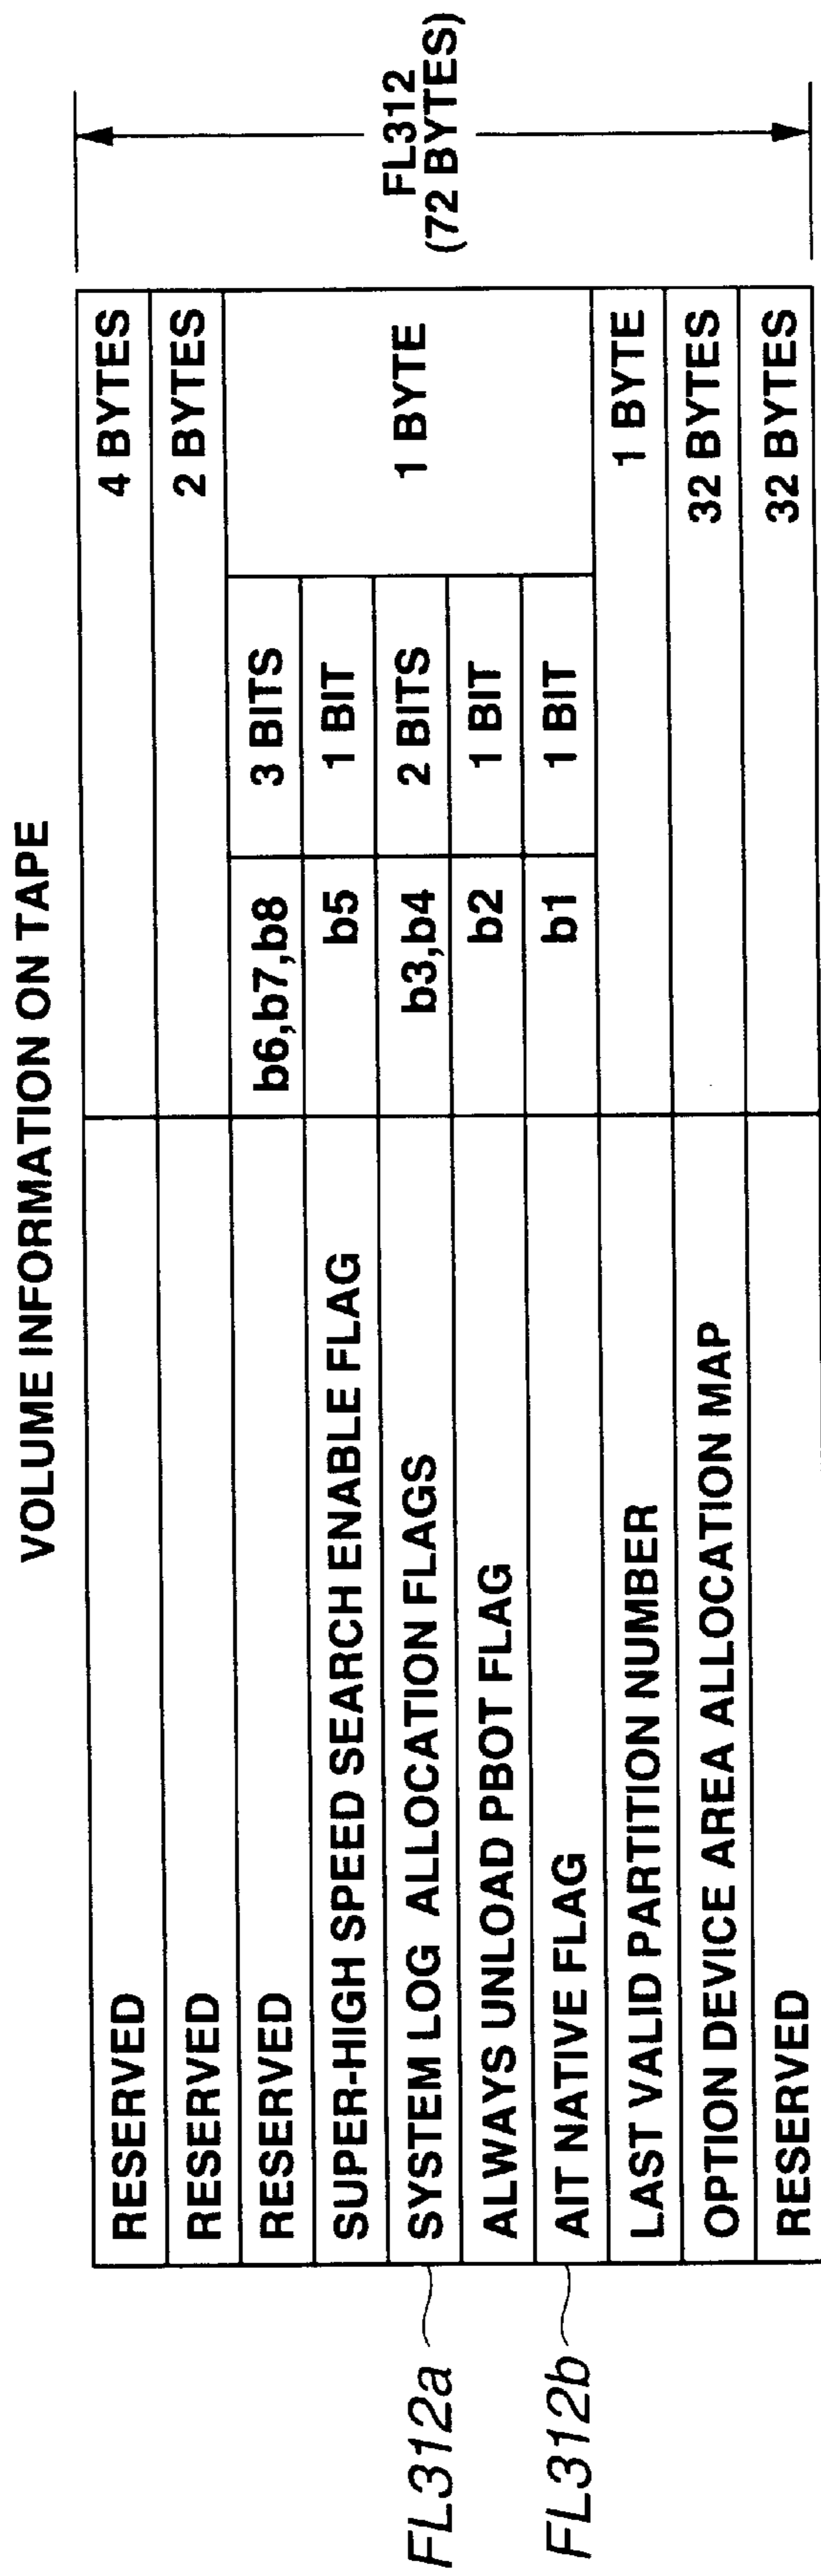 VOLUME INFORMATION ON TAPE
RESERVED 4 BYTES
RESERVED 2 BYTES
RESERVED b6,b7,b8 3 BITS
SUPER-HIGH SPEED SEARCH ENABLE FLAG b5 1 BIT
SYSTEM LOG ALLOCATION FLAGS b3,b4 2 BITS
ALWAYS UNLOAD PBOT FLAG b2 1 BIT
AIT NATIVE FLAG b1 1 BIT
1 BYTE
LAST VALID PARTITION NUMBER 1 BYTE
OPTION DEVICE AREA ALLOCATION MAP 32 BYTES
RESERVED 32 BYTES
FL312
(72 BYTES)
FL312a
FL312b